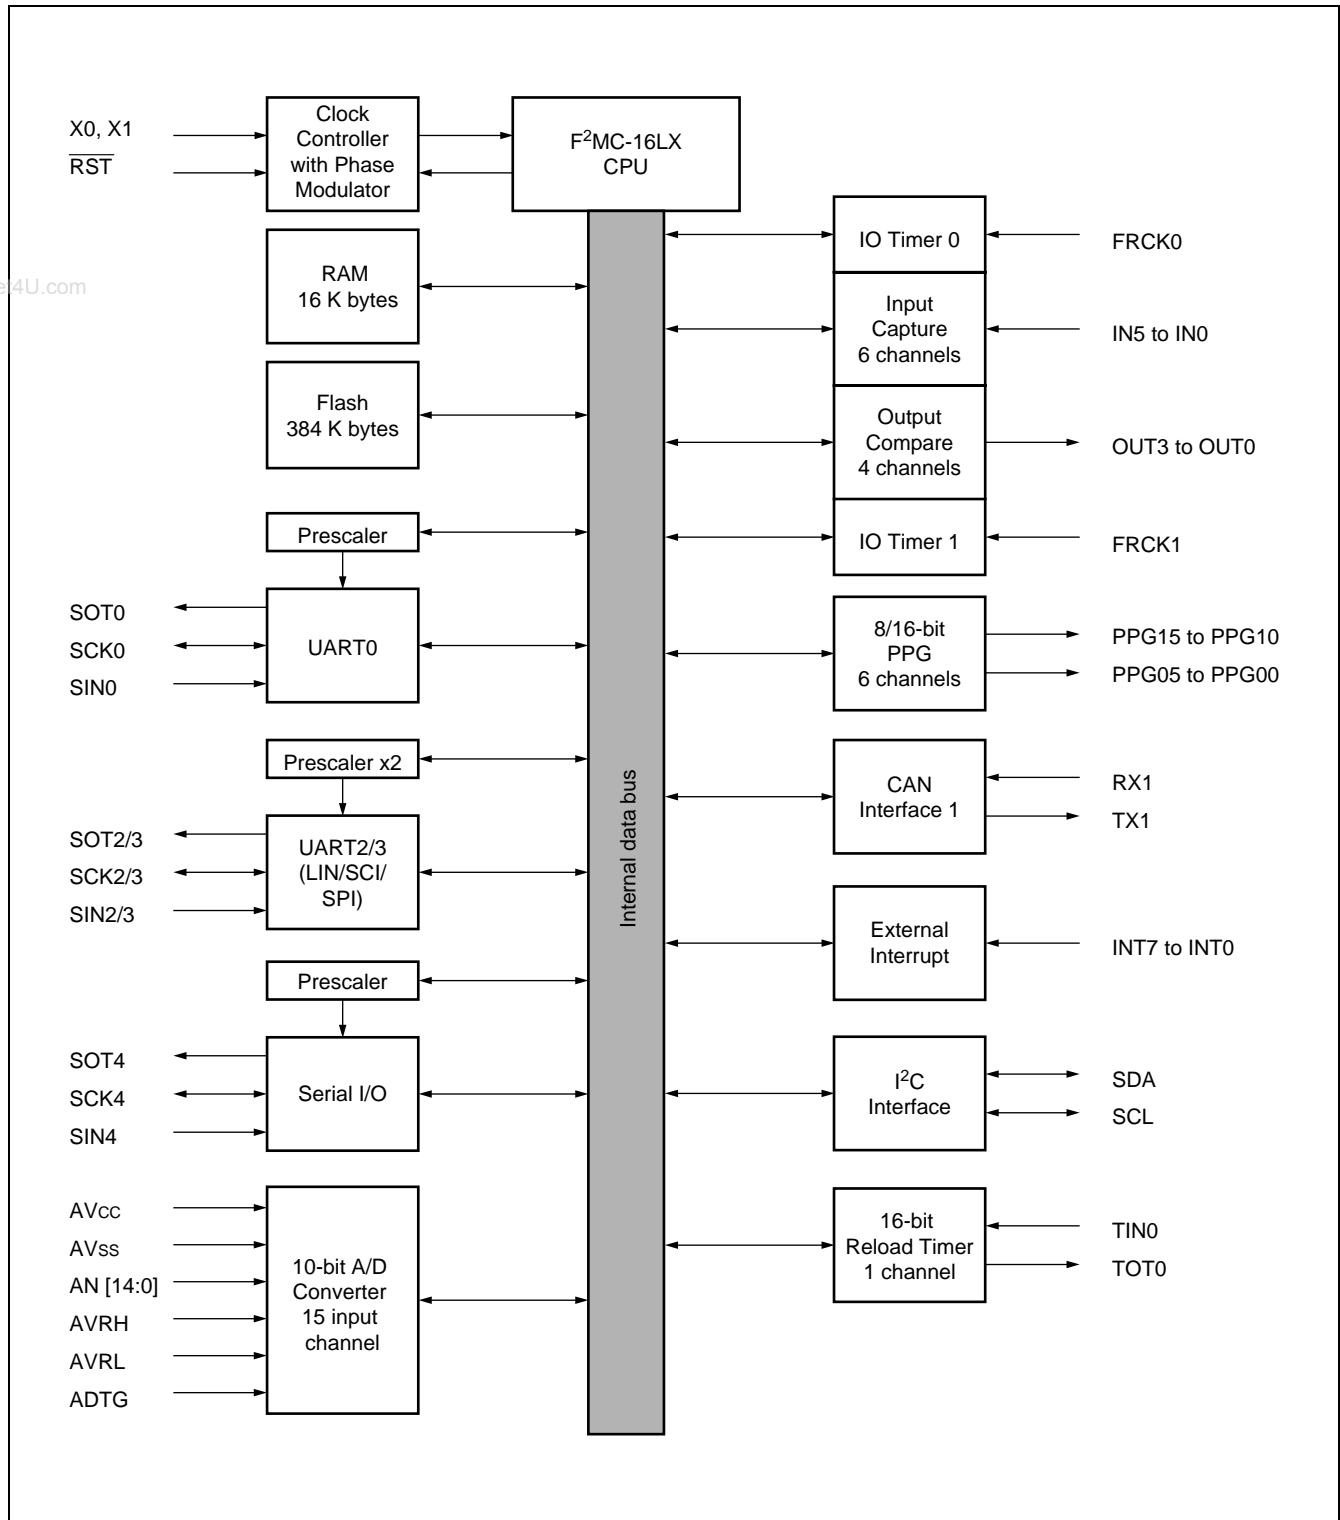 X0, X1
RST
Clock
Controller
with Phase
Modulator
F²MC-16LX
CPU
RAM
16 K bytes
Flash
384 K bytes
Prescaler
SOT0
SCK0
SIN0
UART0
Prescaler x2
SOT2/3
SCK2/3
SIN2/3
UART2/3
(LIN/SCI/
SPI)
Prescaler
SOT4
SCK4
SIN4
Serial I/O
AVCC
AVSS
AN [14:0]
AVRH
AVRL
ADTG
10-bit A/D
Converter
15 input
channel
Internal data bus
IO Timer 0
FRCK0
Input
Capture
6 channels
IN5 to IN0
Output
Compare
4 channels
OUT3 to OUT0
IO Timer 1
FRCK1
8/16-bit
PPG
6 channels
PPG15 to PPG10
PPG05 to PPG00
CAN
Interface 1
RX1
TX1
External
Interrupt
INT7 to INT0
I²C
Interface
SDA
SCL
16-bit
Reload Timer
1 channel
TIN0
TOT0